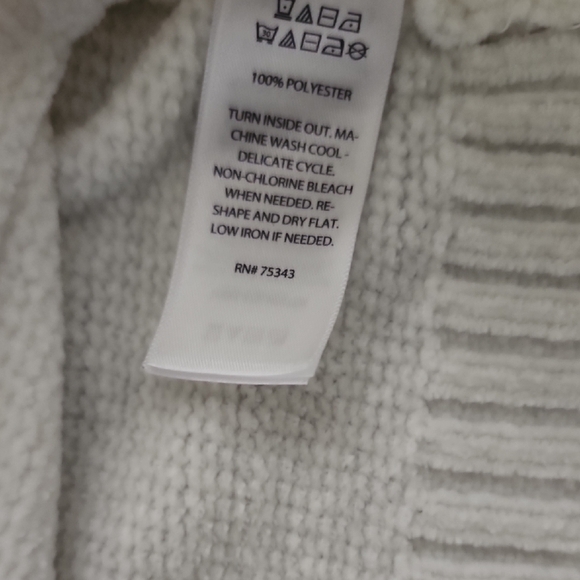 100% POLYESTER
TURN INSIDE OUT. MA-
CHINE WASH COOL -
DELICATE CYCLE.
NON-CHLORINE BLEACH
WHEN NEEDED. RE-
SHAPE AND DRY FLAT.
LOW IRON IF NEEDED.
RN# 75343